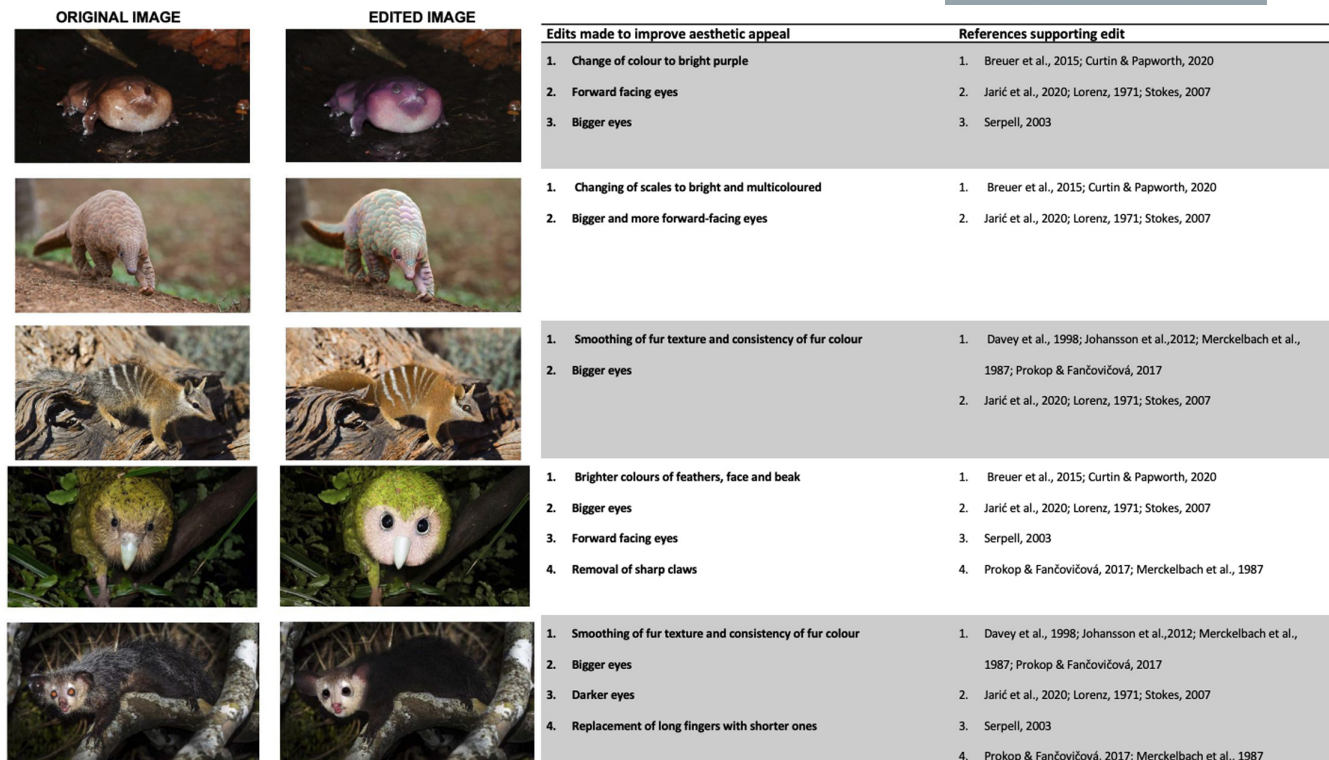 ORIGINAL IMAGE
EDITED IMAGE
Edits made to improve aesthetic appeal
References supporting edit
1. Change of colour to bright purple
2. Forward facing eyes
3. Bigger eyes
1. Breuer et al., 2015; Curtin & Papworth, 2020
2. Jarić et al., 2020; Lorenz, 1971; Stokes, 2007
3. Serpell, 2003
1. Changing of scales to bright and multicoloured
2. Bigger and more forward-facing eyes
1. Breuer et al., 2015; Curtin & Papworth, 2020
2. Jarić et al., 2020; Lorenz, 1971; Stokes, 2007
1. Smoothing of fur texture and consistency of fur colour
2. Bigger eyes
1. Davey et al., 1998; Johansson et al.,2012; Merckelbach et al.,
1987; Prokop & Fančovičová, 2017
2. Jarić et al., 2020; Lorenz, 1971; Stokes, 2007
1. Brighter colours of feathers, face and beak
2. Bigger eyes
3. Forward facing eyes
4. Removal of sharp claws
1. Breuer et al., 2015; Curtin & Papworth, 2020
2. Jarić et al., 2020; Lorenz, 1971; Stokes, 2007
3. Serpell, 2003
4. Prokop & Fančovičová, 2017; Merckelbach et al., 1987
1. Smoothing of fur texture and consistency of fur colour
2. Bigger eyes
3. Darker eyes
4. Replacement of long fingers with shorter ones
1. Davey et al., 1998; Johansson et al.,2012; Merckelbach et al.,
1987; Prokop & Fančovičová, 2017
2. Jarić et al., 2020; Lorenz, 1971; Stokes, 2007
3. Serpell, 2003
4. Prokop & Fančovičová, 2017; Merckelbach et al., 1987